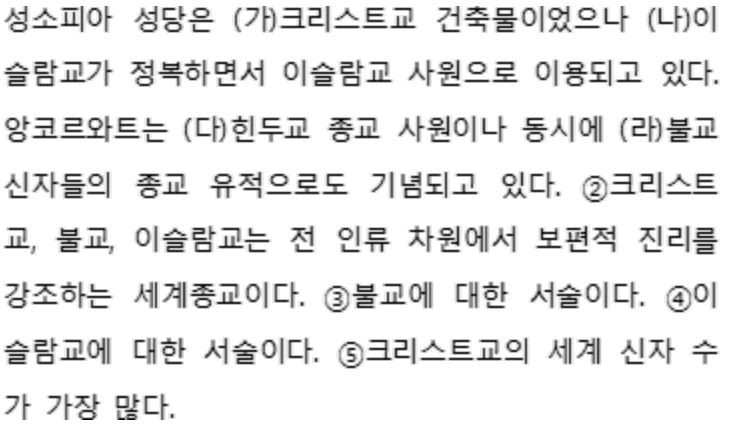 성소피아 성당은 (가)크리스트교 건축물이었으나 (나)이
슬람교가 정복하면서 이슬람교 사원으로 이용되고 있다.
앙코르와트는 (다)힌두교 종교 사원이나 동시에 (라)불교
신자들의 종교 유적으로도 기념되고 있다. ②크리스트
교, 불교, 이슬람교는 전 인류 차원에서 보편적 진리를
강조하는 세계종교이다. ③불교에 대한 서술이다. ④이
슬람교에 대한 서술이다. ⑤크리스트교의 세계 신자 수
가 가장 많다.